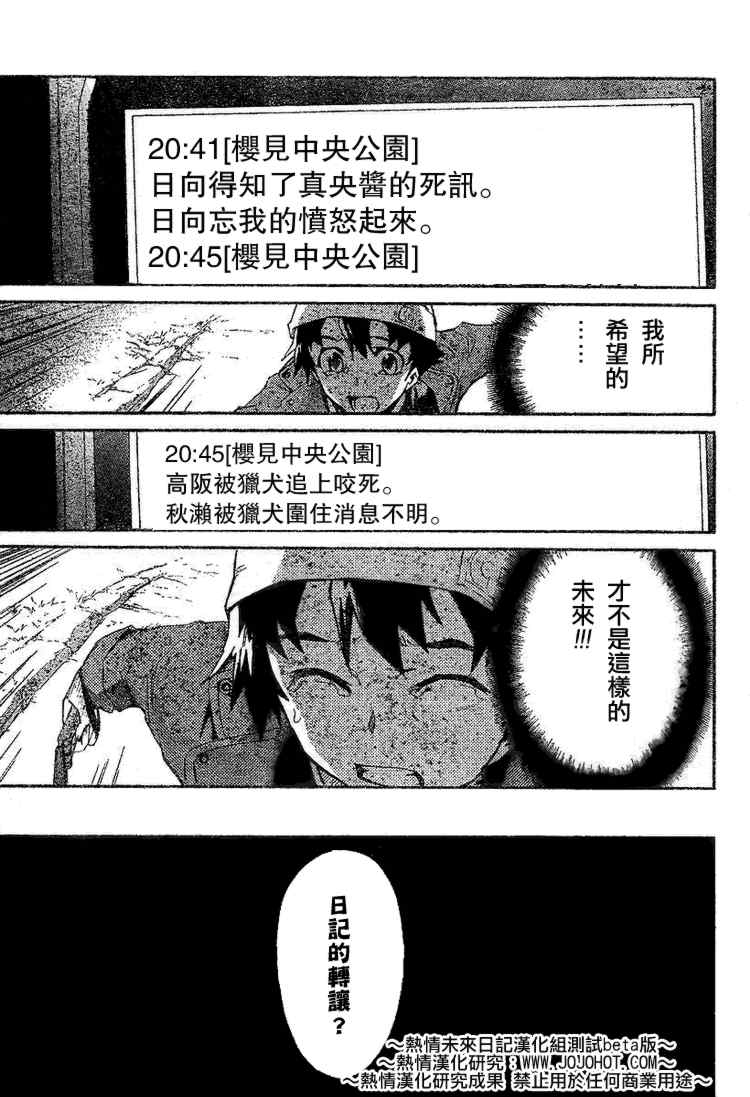 20:41[櫻見中央公園]
日向得知了真央醬的死訊。
日向忘我的憤怒起來。
20:45[櫻見中央公園]
我所
希望的
……
20:45[櫻見中央公園]
高阪被獵犬追上咬死。
秋瀨被獵犬圍住消息不明。
才不是這樣的
未來!!!
日記的轉讓？
～熱情未來日記漢化組測試beta版～
～熱情漢化研究：WWW.JOJOHOT.COM～
～熱情漢化研究成果 禁止用於任何商業用途～